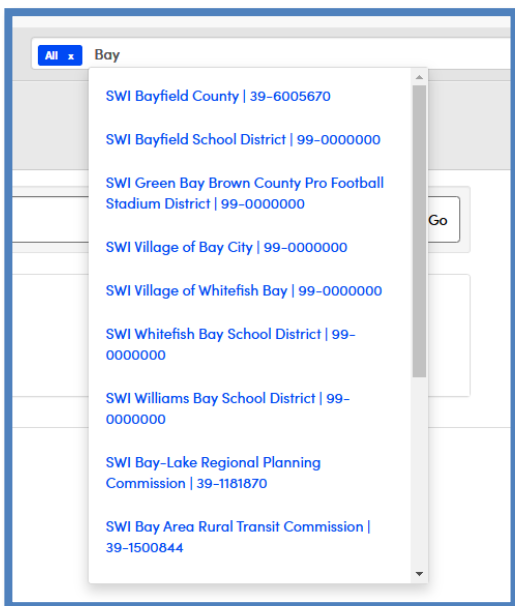 All x Bay
SWI Bayfield County | 39-6005670
SWI Bayfield School District | 99-0000000
SWI Green Bay Brown County Pro Football
Stadium District | 99-0000000
Go
SWI Village of Bay City | 99-0000000
SWI Village of Whitefish Bay | 99-0000000
SWI Whitefish Bay School District | 99-
0000000
SWI Williams Bay School District | 99-
0000000
SWI Bay-Lake Regional Planning
Commission | 39-1181870
SWI Bay Area Rural Transit Commission |
39-1500844